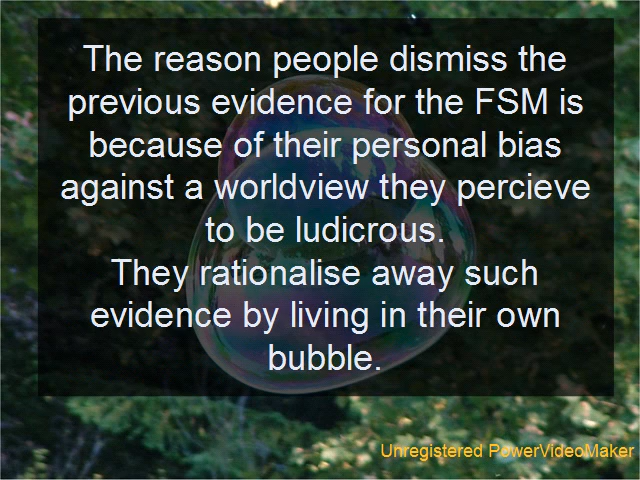 The reason people dismiss the
previous evidence for the FSM is
because of their personal bias
against a worldview they percieve
to be ludicrous.
They rationalise away such
evidence by living in their own
bubble.
Unregistered PowerVideoMaker